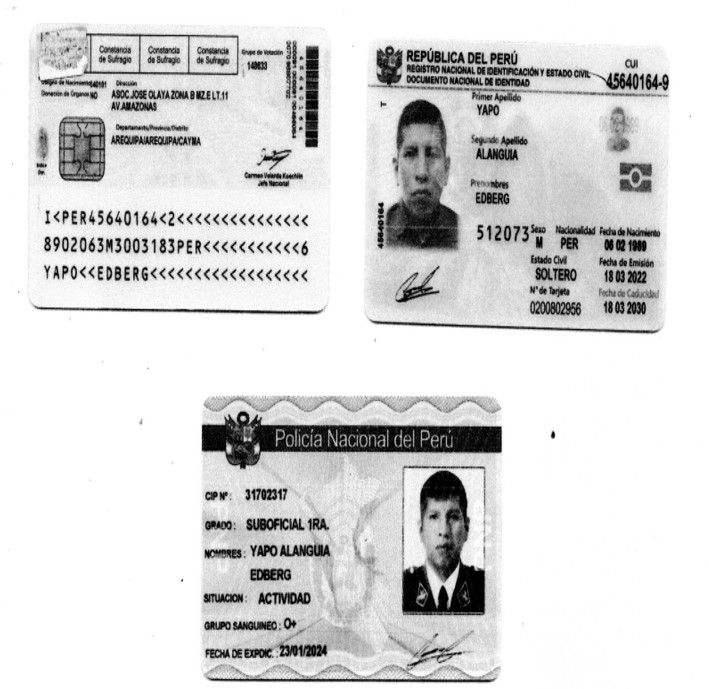 Constancia de Sufragio
Constancia de Sufragio
Constancia de Sufragio
Grupo de Votación
148633
Donación de Organos NO
Dirección
ASOC.JOSE OLAYA ZONA B MZ.E LT.11
AV.AMAZONAS
Departamento/Provincia/Distrito
AREQUIPA/AREQUIPA/CAYMA
Carmen Velarde Koechlin
Jefa Nacional
I<PER45640164<2<<<<<<<<<<<<<<<
8902063M3003183PER<<<<<<<<<<<6
YAPO<<EDBERG<<<<<<<<<<<<<<<<<<
REPÚBLICA DEL PERÚ
REGISTRO NACIONAL DE IDENTIFICACIÓN Y ESTADO CIVIL
DOCUMENTO NACIONAL DE IDENTIDAD
CUI
45640164-9
T
Primer Apellido
YAPO
Segundo Apellido
ALANGUIA
Prenombres
EDBERG
45640164
512073
Sexo Nacionalidad Fecha de Nacimiento
M PER 06 02 1989
Estado Civil Fecha de Emisión
SOLTERO 18 03 2022
N° de Tarjeta Fecha de Caducidad
0200802956 18 03 2030
Policía Nacional del Perú
CIP N° : 31702317
GRADO : SUBOFICIAL 1RA.
NOMBRES : YAPO ALANGUIA
EDBERG
SITUACION : ACTIVIDAD
GRUPO SANGUINEO : O+
FECHA DE EXPDIC. : 23/01/2024